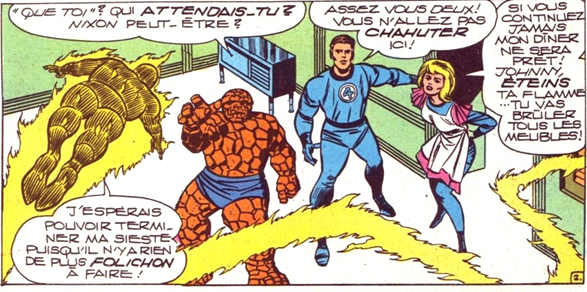 "QUE TOI"? QUI ATTENDAIS-TU?
NIXON PEUT-ÊTRE?
ASSEZ VOUS DEUX!
VOUS N'ALLEZ PAS
CHAHUTER
ICI!
SI VOUS
CONTINUEZ
JAMAIS
MON DÎNER
NE SERA
PRÊT!
JOHNNY,
ÉTEINS
TA FLAMME
...TU VAS
BRÛLER
TOUS LES
MEUBLES!
J'ESPÉRAIS
POUVOIR TERMI-
NER MA SIESTE
PUISQU'IL N'Y A RIEN
DE PLUS FOLICHON
À FAIRE!
4
2.